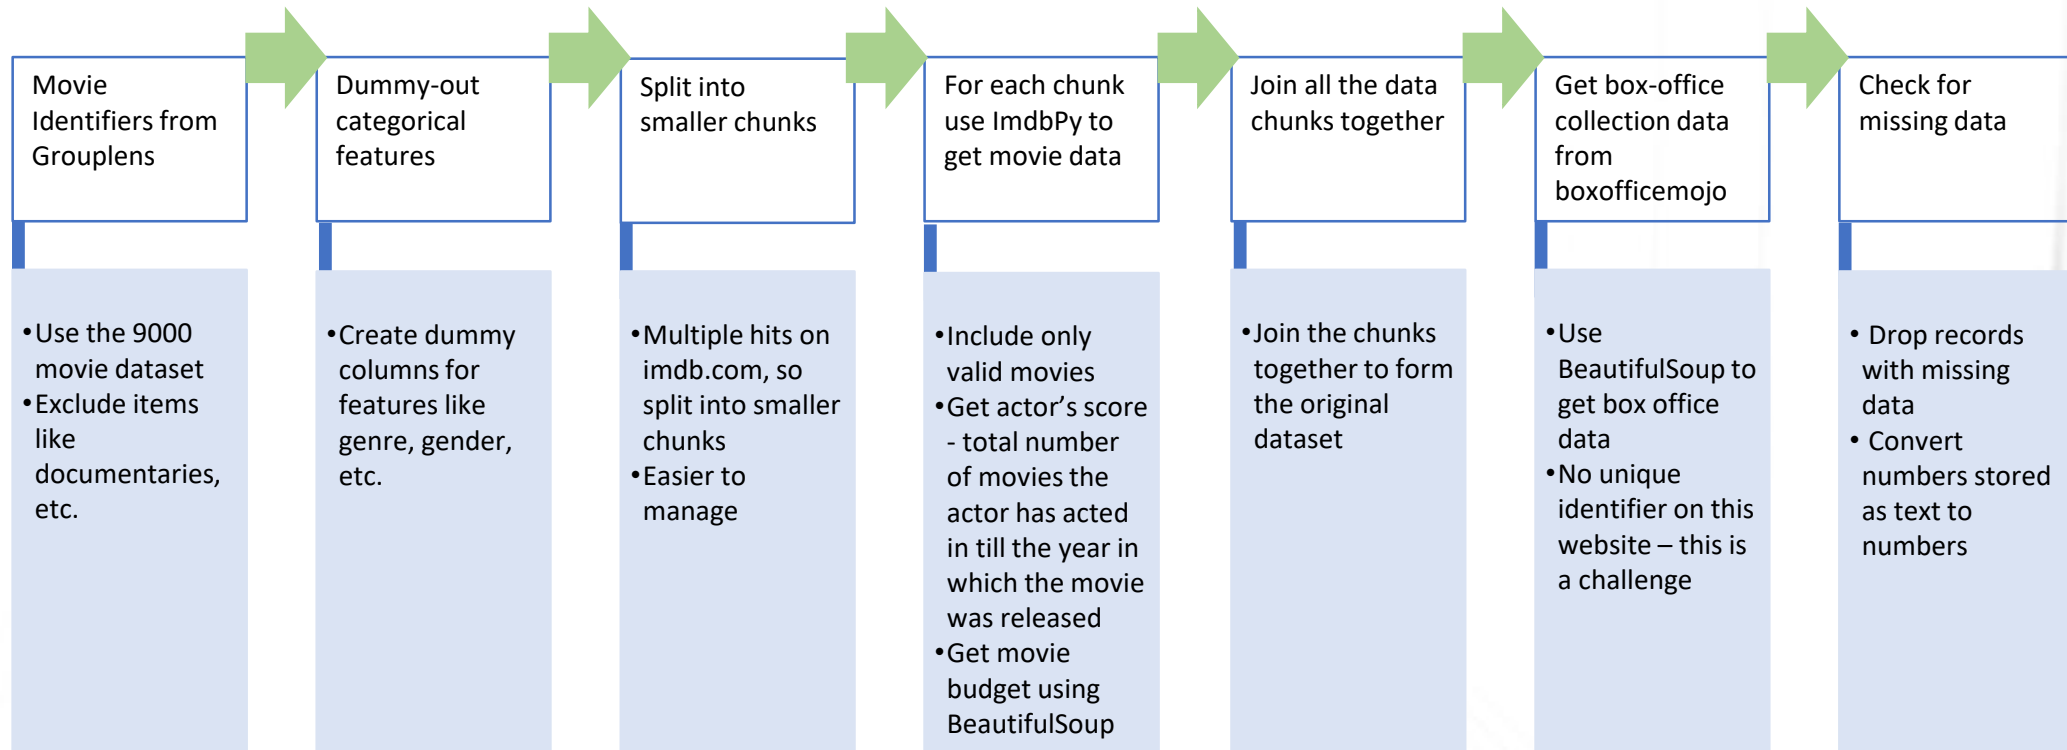 Movie
Identifiers from
Grouplens
•Use the 9000
movie dataset
•Exclude items
like
documentaries,
etc.
Dummy-out
categorical
features
•Create dummy
columns for
features like
genre, gender,
etc.
Split into
smaller chunks
•Multiple hits on
imdb.com, so
split into smaller
chunks
•Easier to
manage
For each chunk
use ImdbPy to
get movie data
•Include only
valid movies
•Get actor’s score
- total number
of movies the
actor has acted
in till the year in
which the movie
was released
•Get movie
budget using
BeautifulSoup
Join all the data
chunks together
•Join the chunks
together to form
the original
dataset
Get box-office
collection data
from
boxofficemojo
•Use
BeautifulSoup to
get box office
data
•No unique
identifier on this
website – this is
a challenge
Check for
missing data
• Drop records
with missing
data
• Convert
numbers stored
as text to
numbers